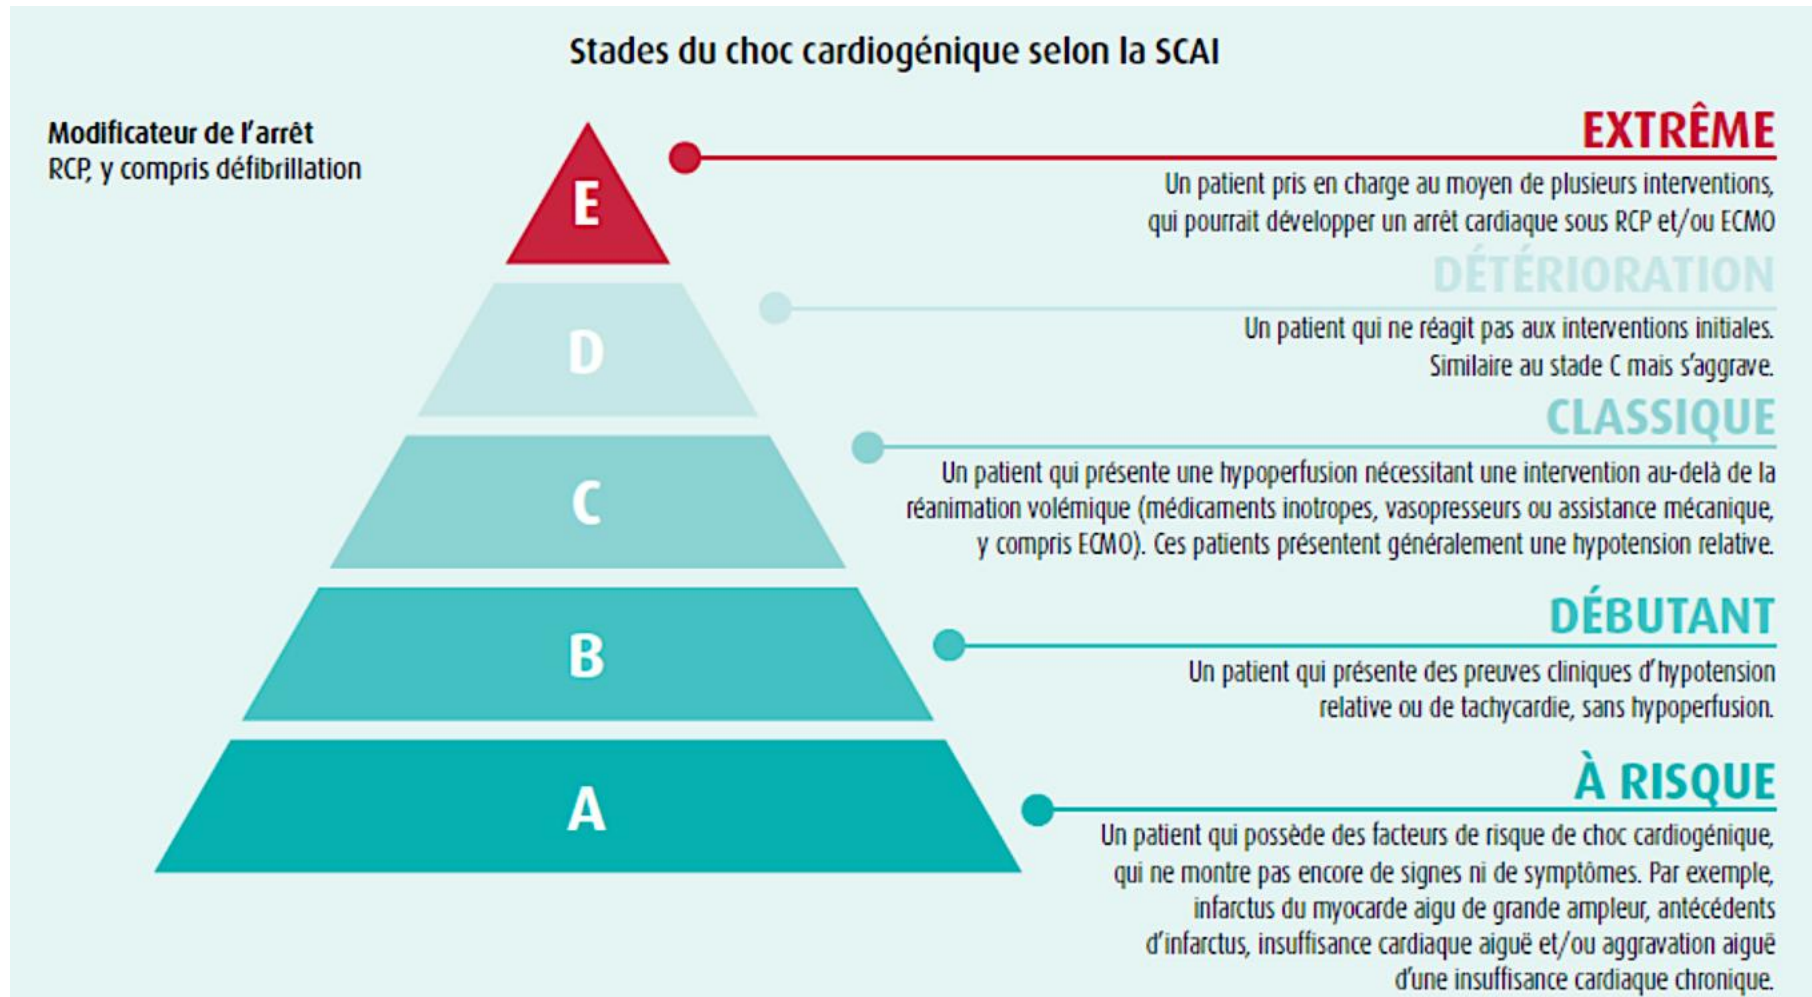 Stades du choc cardiogénique selon la SCAI
Modificateur de l'arrêt
RCP, y compris défibrillation
E
EXTRÊME
Un patient pris en charge au moyen de plusieurs interventions,
qui pourrait développer un arrêt cardiaque sous RCP et/ou ECMO
D
DÉTÉRIORATION
Un patient qui ne réagit pas aux interventions initiales.
Similaire au stade C mais s'aggrave.
C
CLASSIQUE
Un patient qui présente une hypoperfusion nécessitant une intervention au-delà de la
réanimation volémique (médicaments inotropes, vasopresseurs ou assistance mécanique,
y compris ECMO). Ces patients présentent généralement une hypotension relative.
B
DÉBUTANT
Un patient qui présente des preuves cliniques d'hypotension
relative ou de tachycardie, sans hypoperfusion.
A
À RISQUE
Un patient qui possède des facteurs de risque de choc cardiogénique,
qui ne montre pas encore de signes ni de symptômes. Par exemple,
infarctus du myocarde aigu de grande ampleur, antécédents
d'infarctus, insuffisance cardiaque aiguë et/ou aggravation aiguë
d'une insuffisance cardiaque chronique.